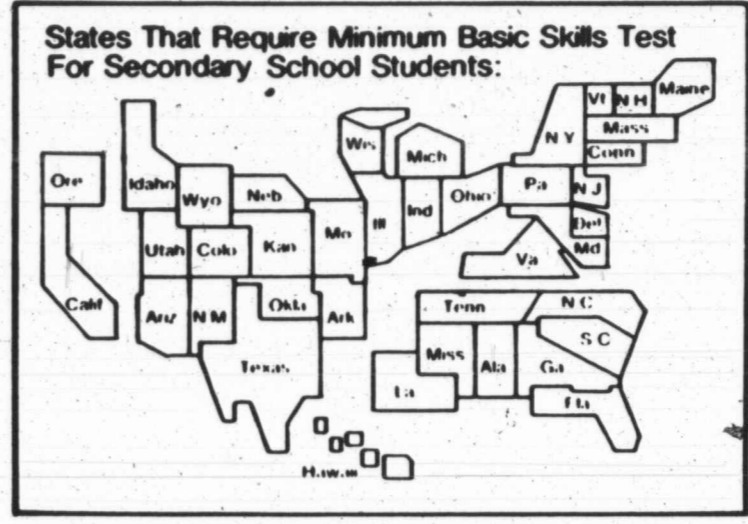 States That Require Minimum Basic Skills Test
For Secondary School Students:
Maine
Vt N H
N Y
Mass
Conn
Wis
Mich
Ore
Idaho
Wyo
Neb
Ohio
Pa
N J
Ind
Ill
Mo
Del
Utah
Colo
Kan
Md
Va
Calif
Ariz
N M
Okla
Ark
Tenn
N C
S C
Miss
Ala
Ga
Texas
La
Fla
Hawaii